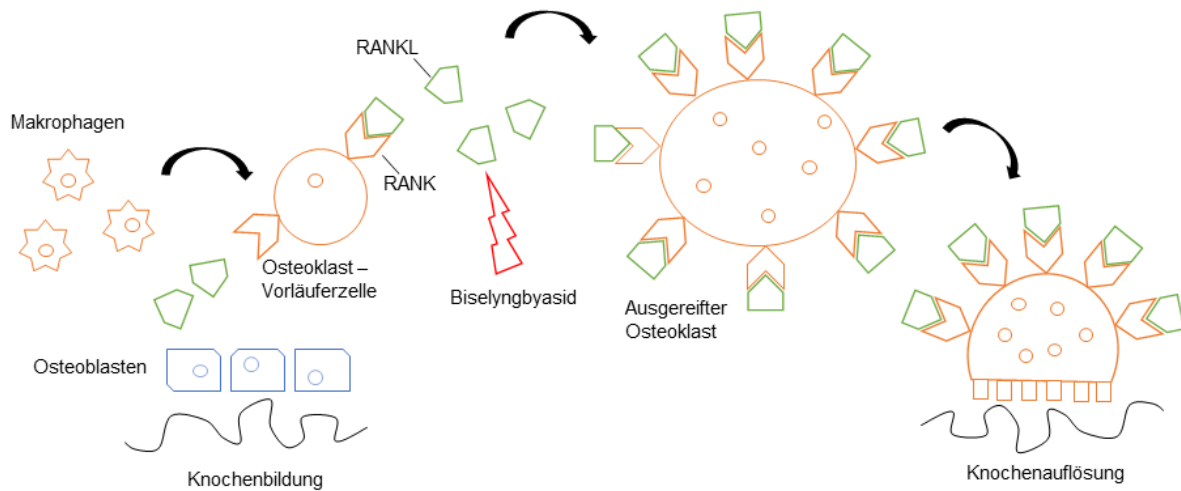 RANKL
Makrophagen
RANK
Osteoklast –
Vorläuferzelle
Biselyngbyasid
Ausgereifter
Osteoklast
Osteoblasten
Knochenbildung
Knochenauflösung